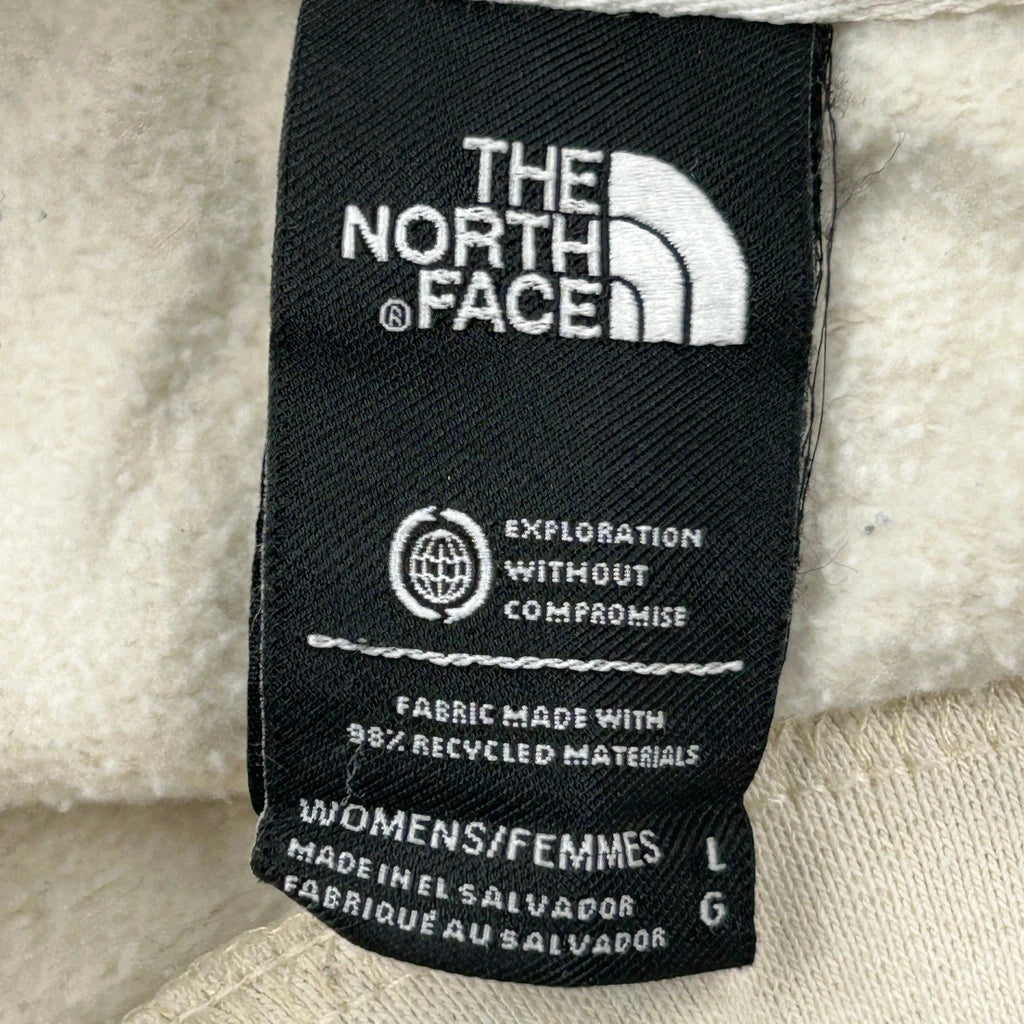 THE
NORTH
®FACE
EXPLORATION
WITHOUT
COMPROMISE
FABRIC MADE WITH
98% RECYCLED MATERIALS
WOMENS/FEMMES L
MADE IN EL SALVADOR G
FABRIQUÉ AU SALVADOR